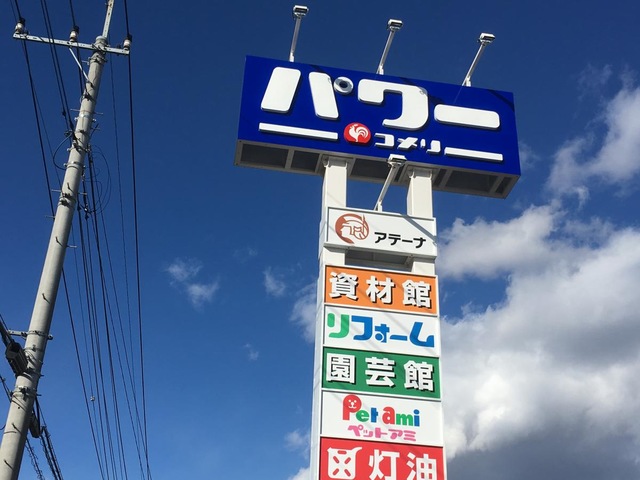 パワー
コメリ
アテーナ
資材館
リフォーム
園芸館
Pet ami
ペットアミ
灯油